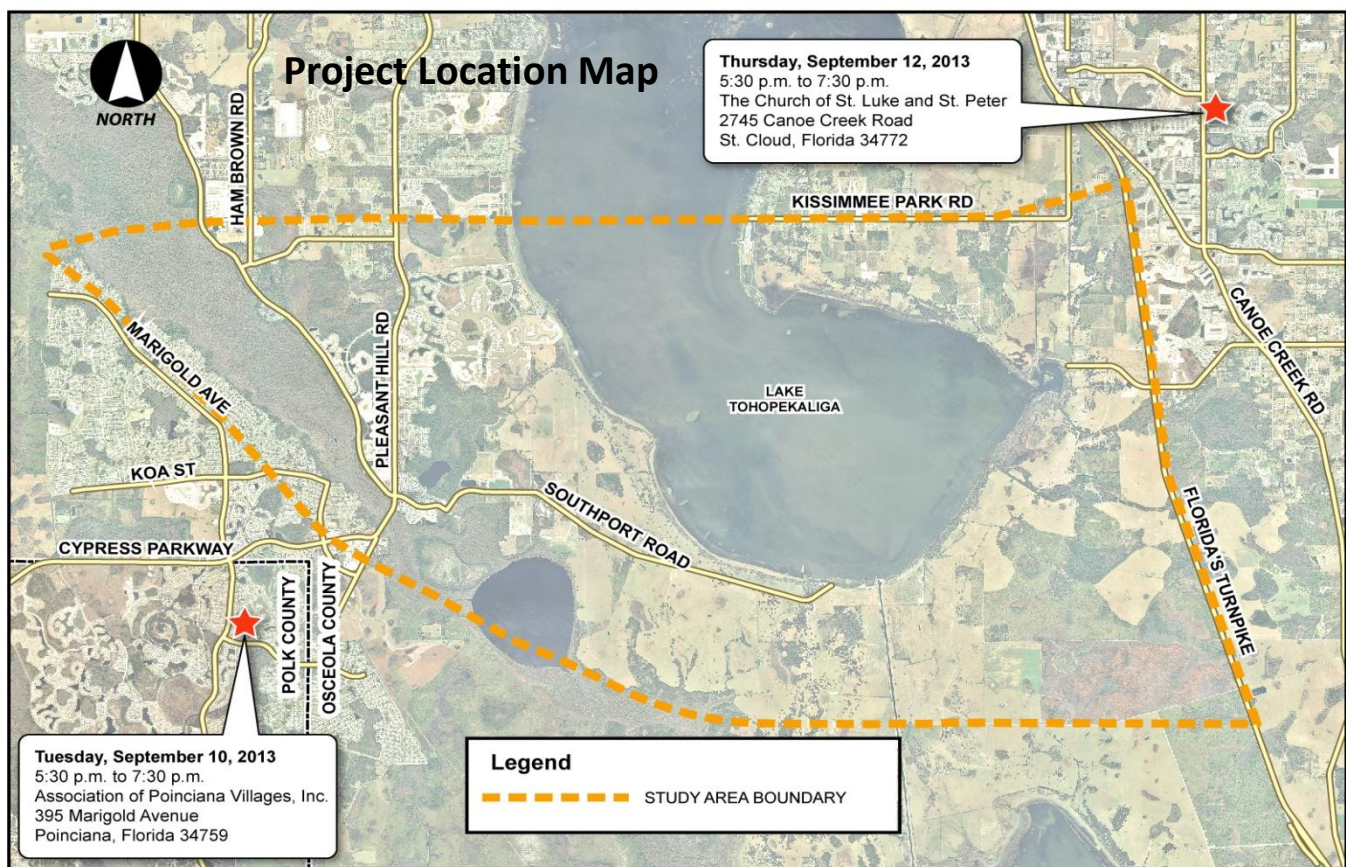 Project Location Map
NORTH
Thursday, September 12, 2013
5:30 p.m. to 7:30 p.m.
The Church of St. Luke and St. Peter
2745 Canoe Creek Road
St. Cloud, Florida 34772
HAM BROWN RD
KISSIMMEE PARK RD
MARIGOLD AVE
PLEASANT HILL RD
CANOE CREEK RD
LAKE
TOHOPEKALIGA
KOA ST
SOUTHPORT ROAD
FLORIDA'S TURNPIKE
CYPRESS PARKWAY
POLK COUNTY
OSCEOLA COUNTY
Tuesday, September 10, 2013
5:30 p.m. to 7:30 p.m.
Association of Poinciana Villages, Inc.
395 Marigold Avenue
Poinciana, Florida 34759
Legend
STUDY AREA BOUNDARY